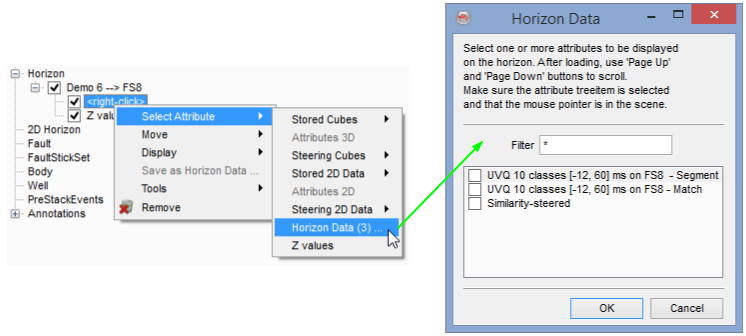 Horizon
Demo 6 --> FS8
<right-click>
Z valu
2D Horizon
Fault
FaultStickSet
Body
Well
PreStackEvents
Annotations
Select Attribute
Move
Display
Save as Horizon Data ...
Tools
Remove
Stored Cubes
Attributes 3D
Steering Cubes
Stored 2D Data
Attributes 2D
Steering 2D Data
Horizon Data (3) ...
Z values
Horizon Data
Select one or more attributes to be displayed
on the horizon. After loading, use 'Page Up'
and 'Page Down' buttons to scroll.
Make sure the attribute treeitem is selected
and that the mouse pointer is in the scene.
Filter *
UVQ 10 classes [-12, 60] ms on FS8 - Segment
UVQ 10 classes [-12, 60] ms on FS8 - Match
Similarity-steered
OK Cancel